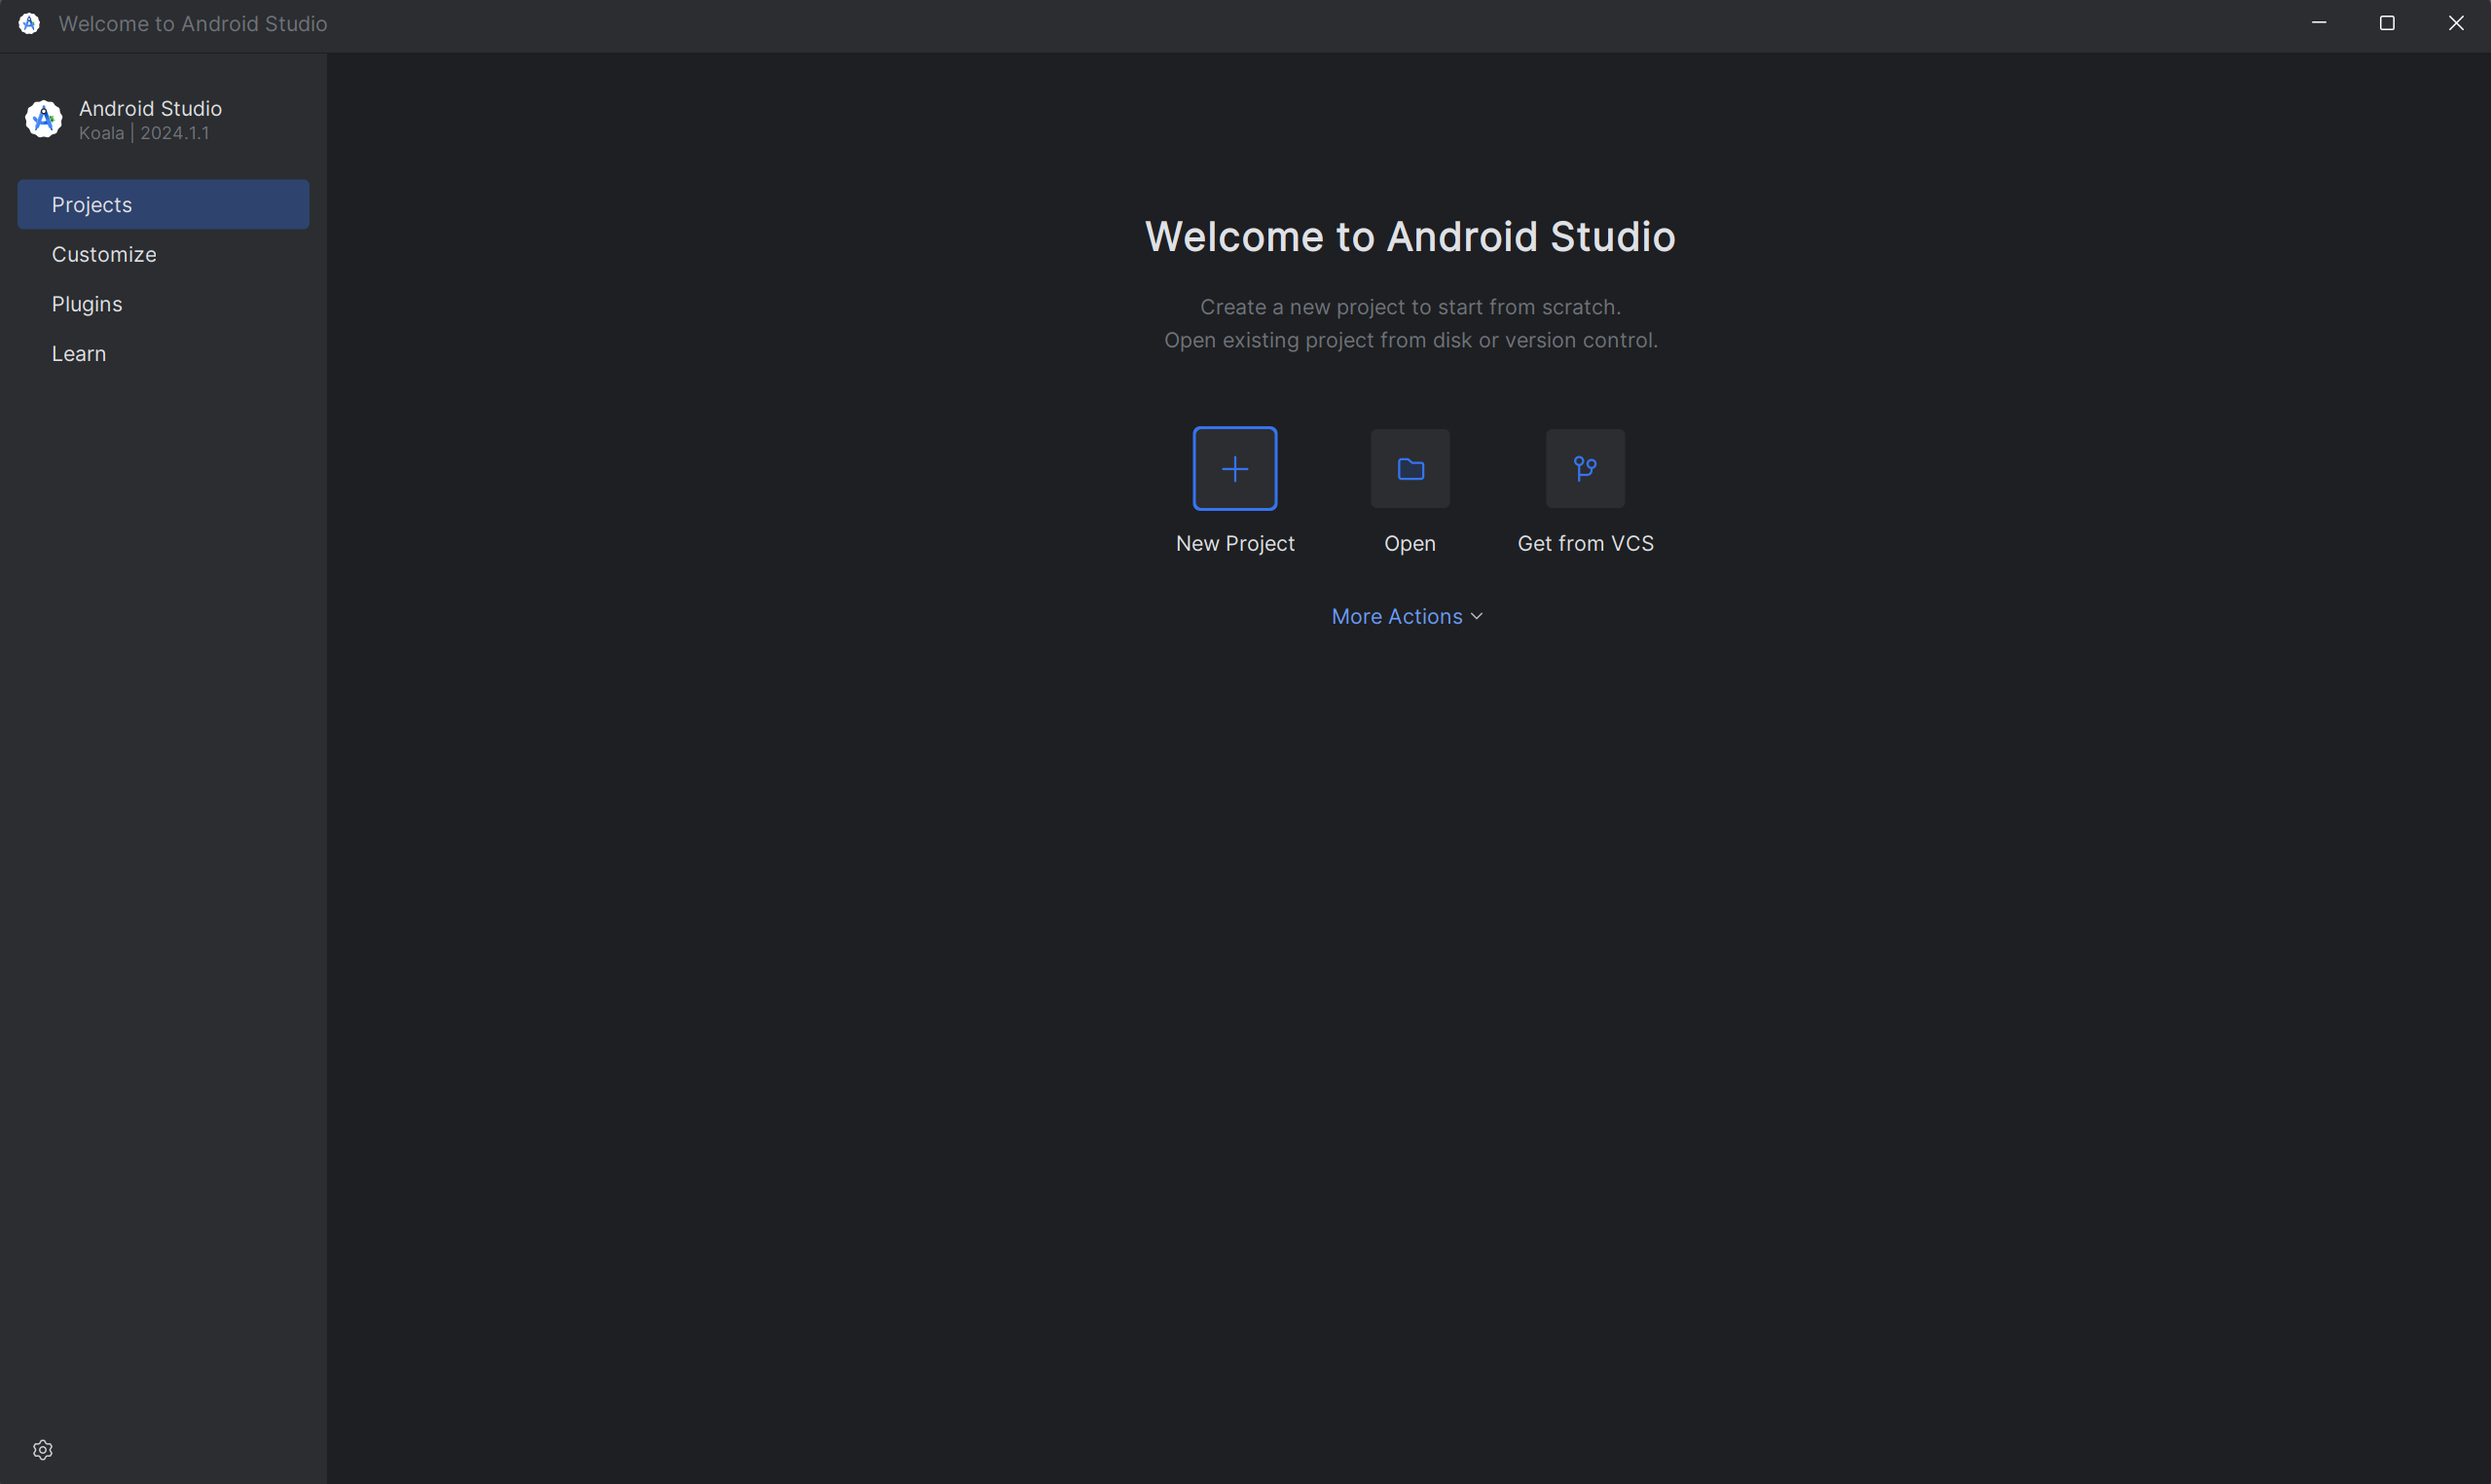 Welcome to Android Studio
Android Studio
Koala | 2024.1.1
Projects
Customize
Plugins
Learn
Welcome to Android Studio
Create a new project to start from scratch.
Open existing project from disk or version control.
New Project
Open
Get from VCS
More Actions